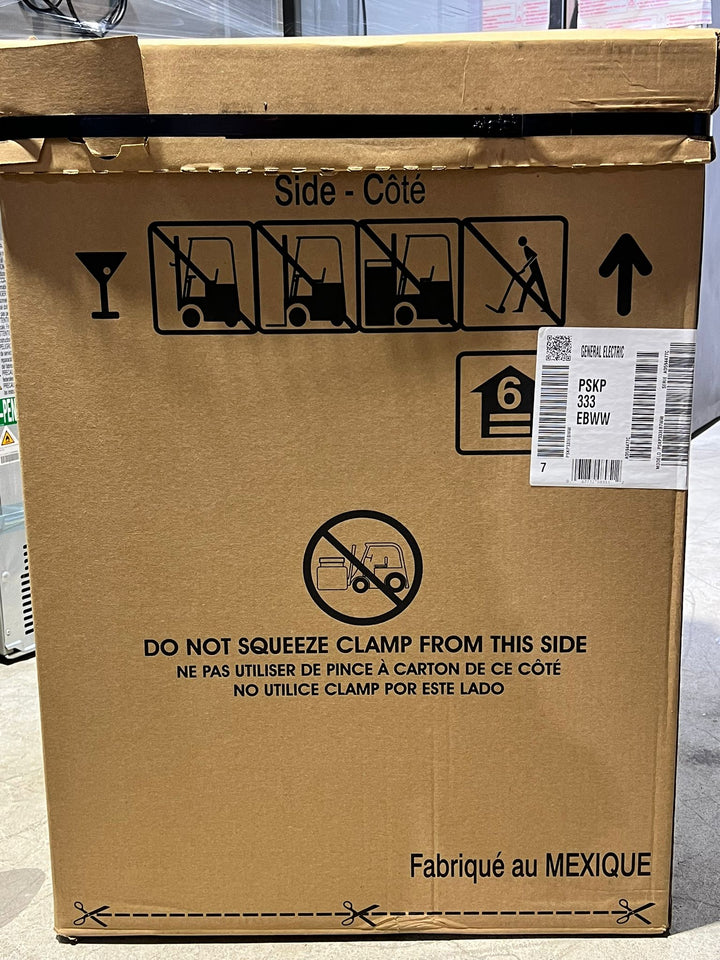 Side - Côté
GENERAL ELECTRIC
PSKP
333
EBWW
7
6
DO NOT SQUEEZE CLAMP FROM THIS SIDE
NE PAS UTILISER DE PINCE À CARTON DE CE CÔTÉ
NO UTILICE CLAMP POR ESTE LADO
Fabriqué au MEXIQUE